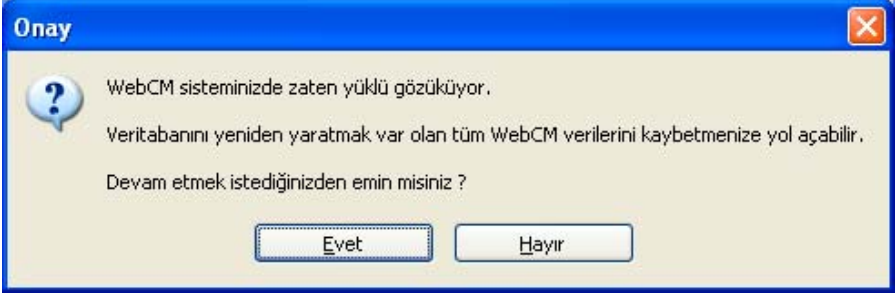 Onay
WebCM sisteminizde zaten yüklü gözüküyor.
Veritabanını yeniden yaratmak var olan tüm WebCM verilerini kaybetmenize yol açabilir.
Devam etmek istediğinizden emin misiniz ?
Evet
Hayır